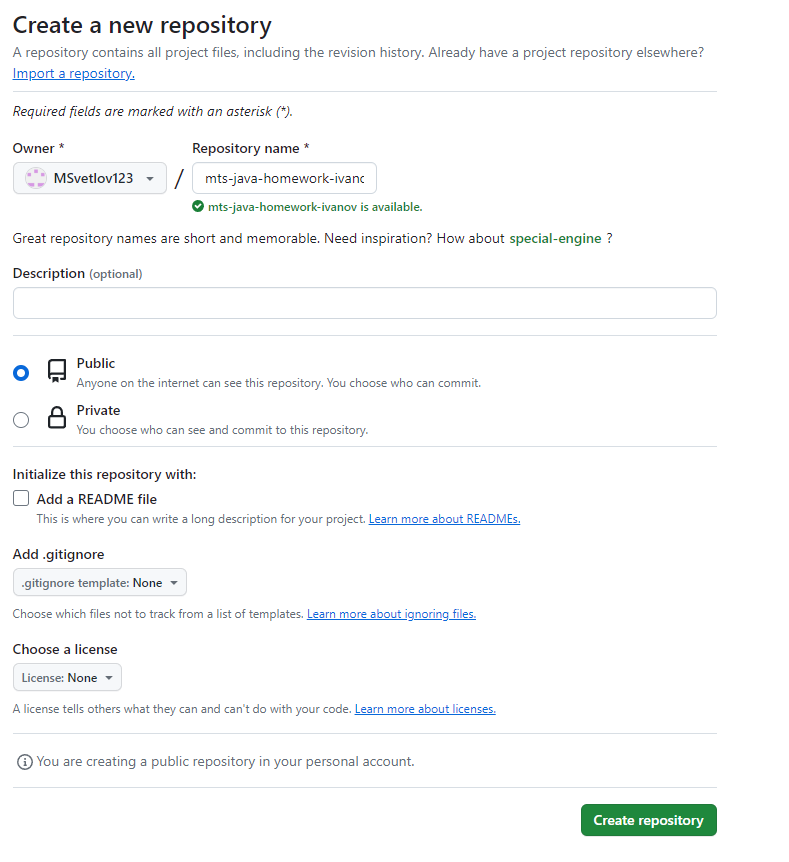 Create a new repository
A repository contains all project files, including the revision history. Already have a project repository elsewhere?
Import a repository.
Required fields are marked with an asterisk (*).
Owner * Repository name *
MSvetlov123 / mts-java-homework-ivano
mts-java-homework-ivanov is available.
Great repository names are short and memorable. Need inspiration? How about special-engine ?
Description (optional)
Public
Anyone on the internet can see this repository. You choose who can commit.
Private
You choose who can see and commit to this repository.
Initialize this repository with:
Add a README file
This is where you can write a long description for your project. Learn more about READMEs.
Add .gitignore
.gitignore template: None
Choose which files not to track from a list of templates. Learn more about ignoring files.
Choose a license
License: None
A license tells others what they can and can't do with your code. Learn more about licenses.
You are creating a public repository in your personal account.
Create repository